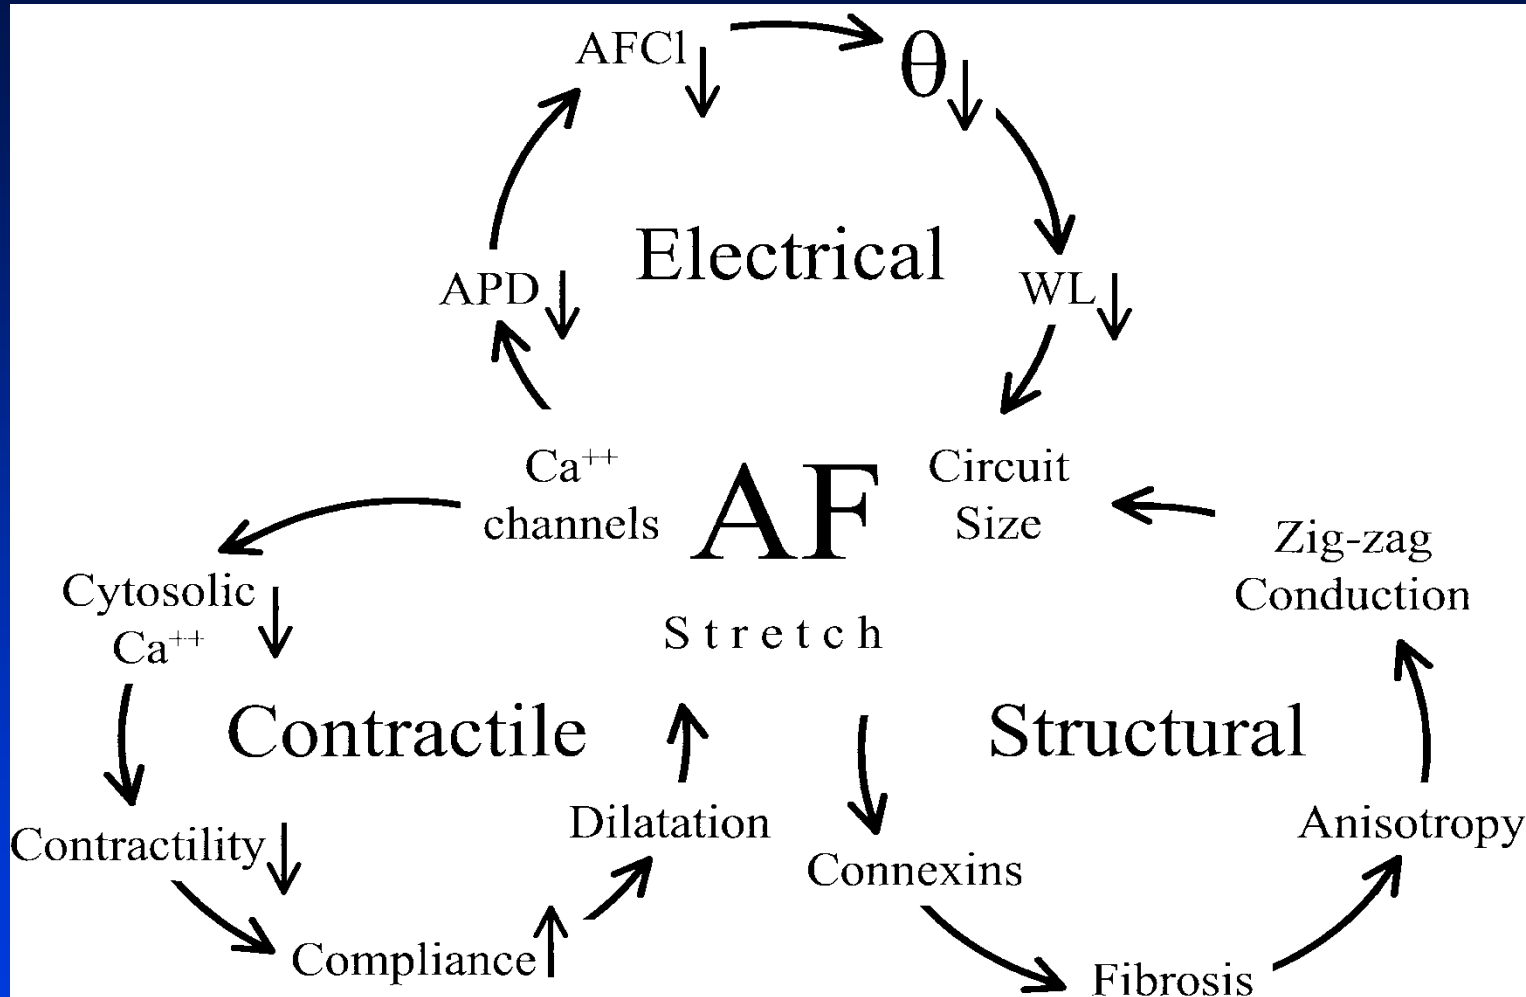 AFCl ↓
θ ↓
Electrical
APD ↓
WL ↓
Ca++
channels
AF
Circuit
Size
Zig-zag
Conduction
Cytosolic ↓
Ca++
Stretch
Contractile
Structural
Contractility ↓
Dilatation
Connexins
Anisotropy
Compliance ↑
Fibrosis